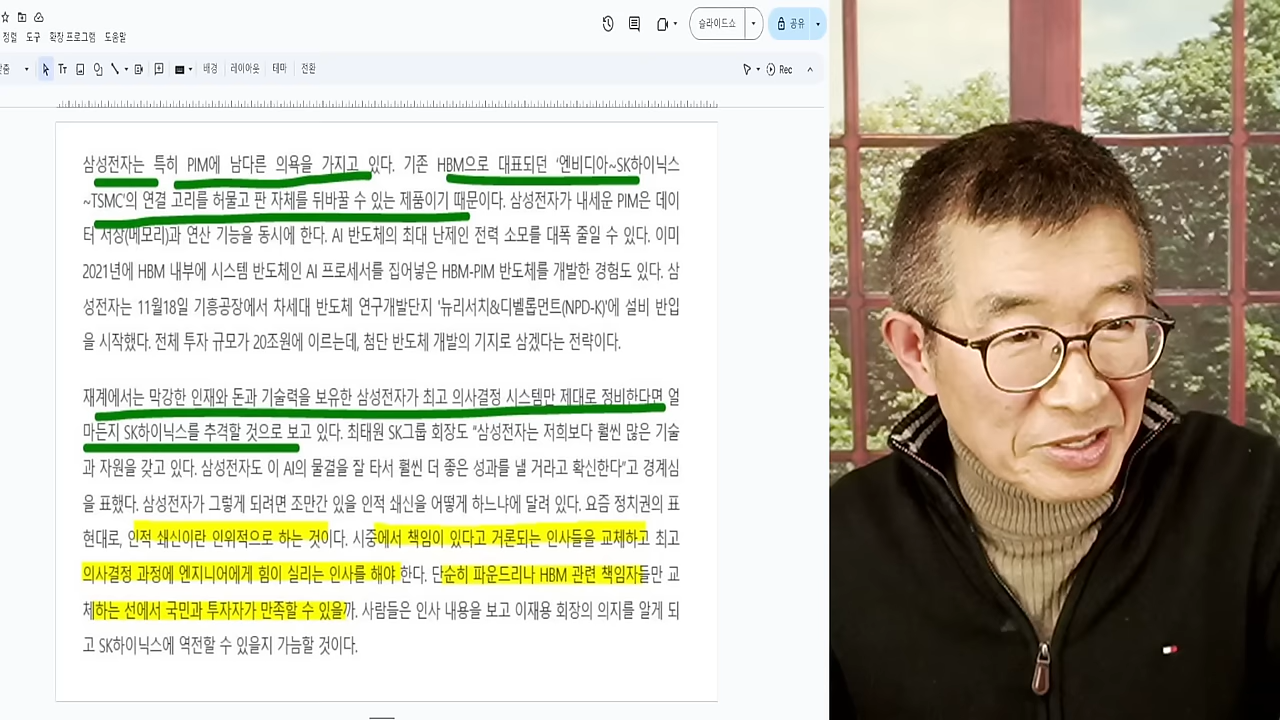 정렬 도구 확장 프로그램 도움말
슬라이드쇼
공유
배경 레이아웃 테마 전환
Rec
삼성전자는 특히 PIM에 남다른 의욕을 가지고 있다. 기존 HBM으로 대표되던 ‘엔비디아~SK하이닉스
~TSMC’의 연결 고리를 허물고 판 자체를 뒤바꿀 수 있는 제품이기 때문이다. 삼성전자가 내세운 PIM은 데이
터 저장(메모리)과 연산 기능을 동시에 한다. AI 반도체의 최대 난제인 전력 소모를 대폭 줄일 수 있다. 이미
2021년에 HBM 내부에 시스템 반도체인 AI 프로세서를 집어넣은 HBM-PIM 반도체를 개발한 경험도 있다. 삼
성전자는 11월18일 기흥공장에서 차세대 반도체 연구개발단지 '뉴리서치&디벨롭먼트(NPD-K)'에 설비 반입
을 시작했다. 전체 투자 규모가 20조원에 이르는데, 첨단 반도체 개발의 기지로 삼겠다는 전략이다.
재계에서는 막강한 인재와 돈과 기술력을 보유한 삼성전자가 최고 의사결정 시스템만 제대로 정비한다면 얼
마든지 SK하이닉스를 추격할 것으로 보고 있다. 최태원 SK그룹 회장도 “삼성전자는 저희보다 훨씬 많은 기술
과 자원을 갖고 있다. 삼성전자도 이 AI의 물결을 잘 타서 훨씬 더 좋은 성과를 낼 거라고 확신한다”고 경계심
을 표했다. 삼성전자가 그렇게 되려면 조만간 있을 인적 쇄신을 어떻게 하느냐에 달려 있다. 요즘 정치권의 표
현대로, 인적 쇄신이란 인위적으로 하는 것이다. 시중에서 책임이 있다고 거론되는 인사들을 교체하고 최고
의사결정 과정에 엔지니어에게 힘이 실리는 인사를 해야 한다. 단순히 파운드리나 HBM 관련 책임자들만 교
체하는 선에서 국민과 투자자가 만족할 수 있을까. 사람들은 인사 내용을 보고 이재용 회장의 의지를 알게 되
고 SK하이닉스에 역전할 수 있을지 가늠할 것이다.